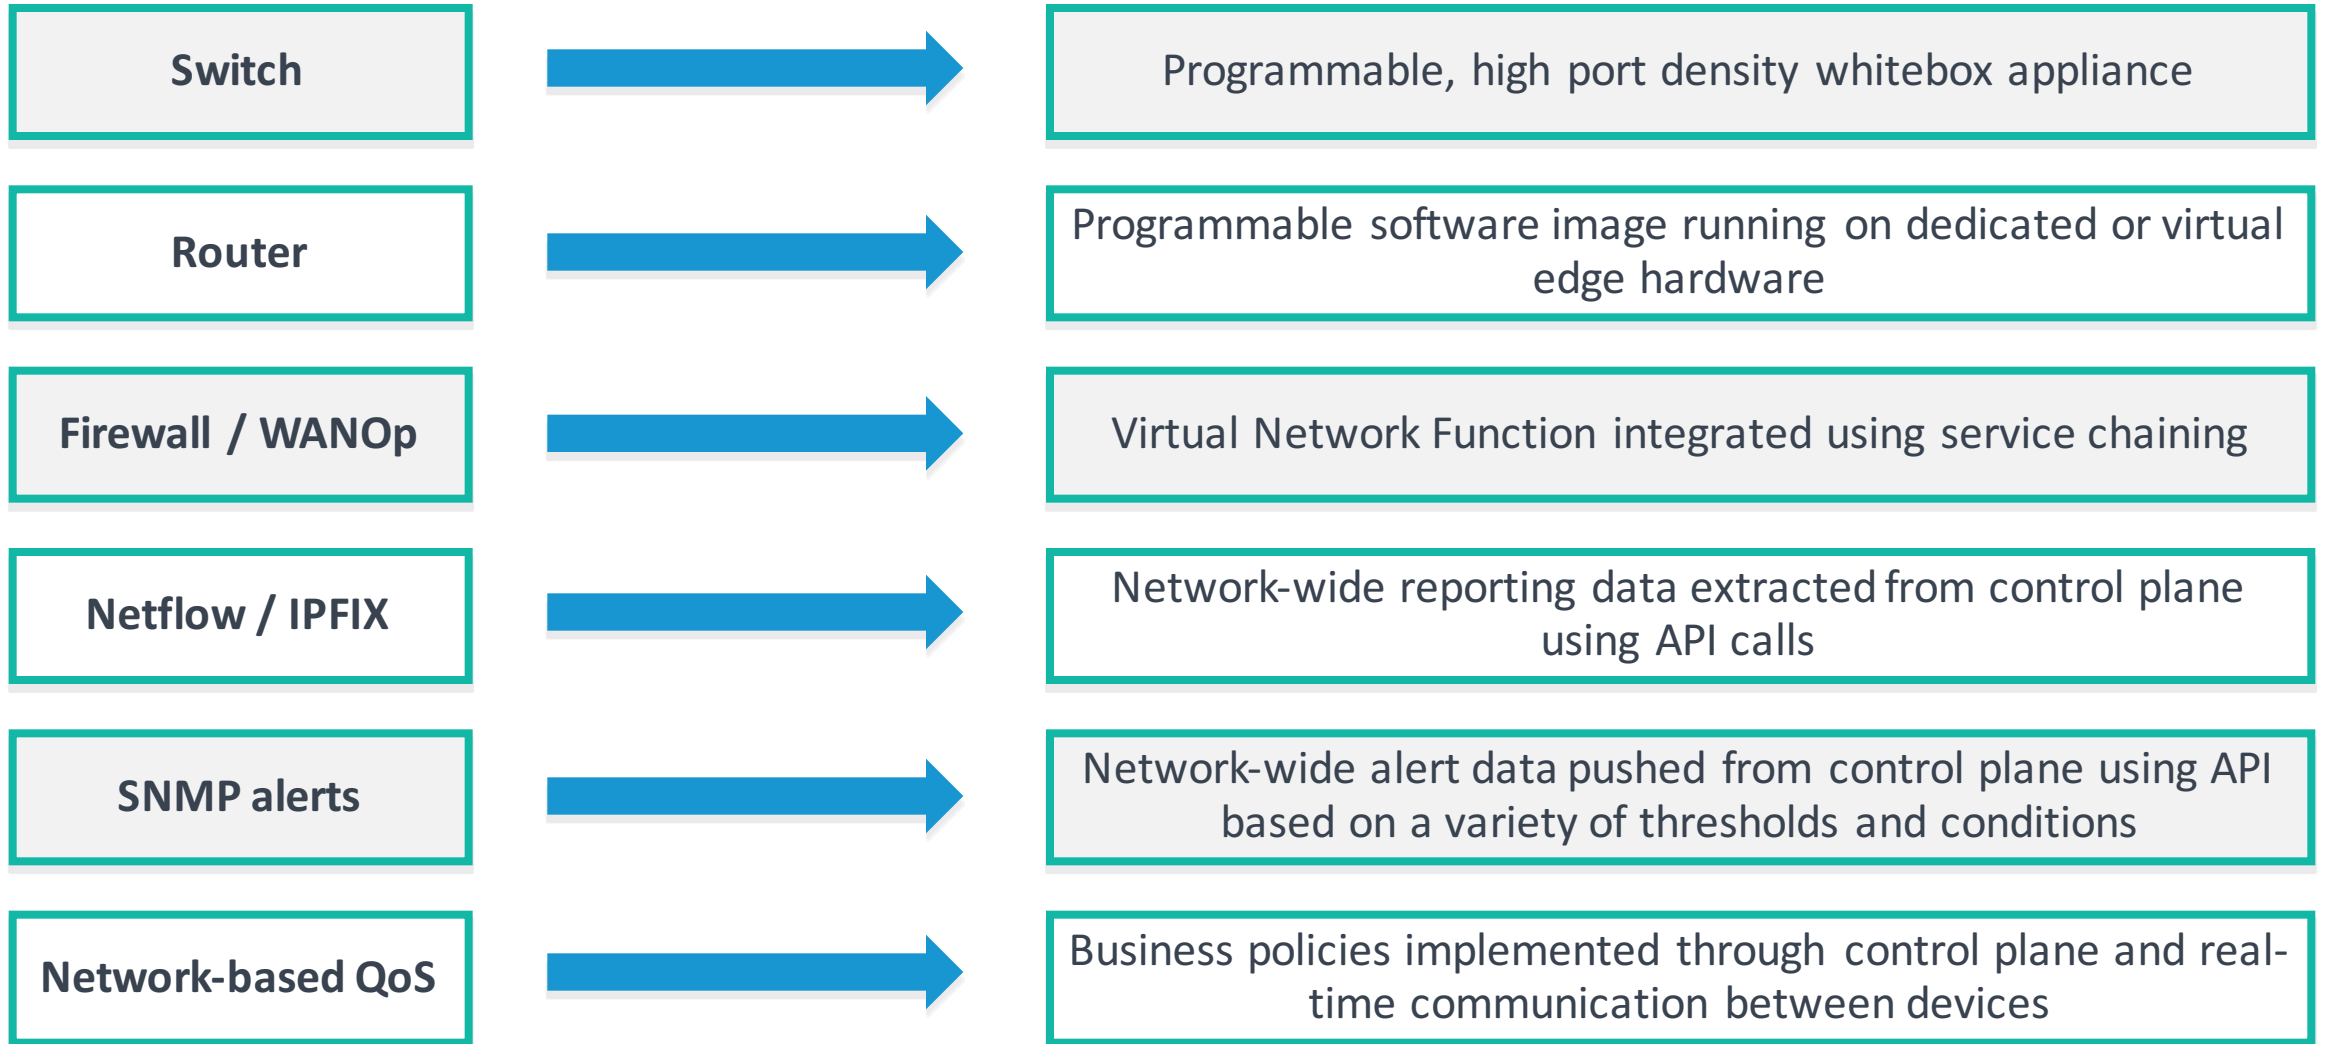 Switch
Programmable, high port density whitebox appliance
Router
Programmable software image running on dedicated or virtual
edge hardware
Firewall / WANOp
Virtual Network Function integrated using service chaining
Netflow / IPFIX
Network-wide reporting data extracted from control plane
using API calls
SNMP alerts
Network-wide alert data pushed from control plane using API
based on a variety of thresholds and conditions
Network-based QoS
Business policies implemented through control plane and real-
time communication between devices